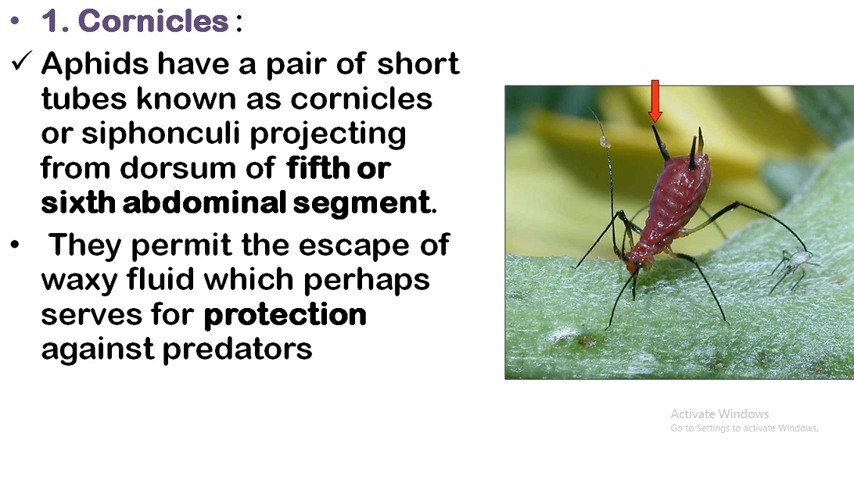 • 1. Cornicles :
✓ Aphids have a pair of short
tubes known as cornicles
or siphonculi projecting
from dorsum of fifth or
sixth abdominal segment.
• They permit the escape of
waxy fluid which perhaps
serves for protection
against predators
Activate Windows
Go to Settings to activate Windows.